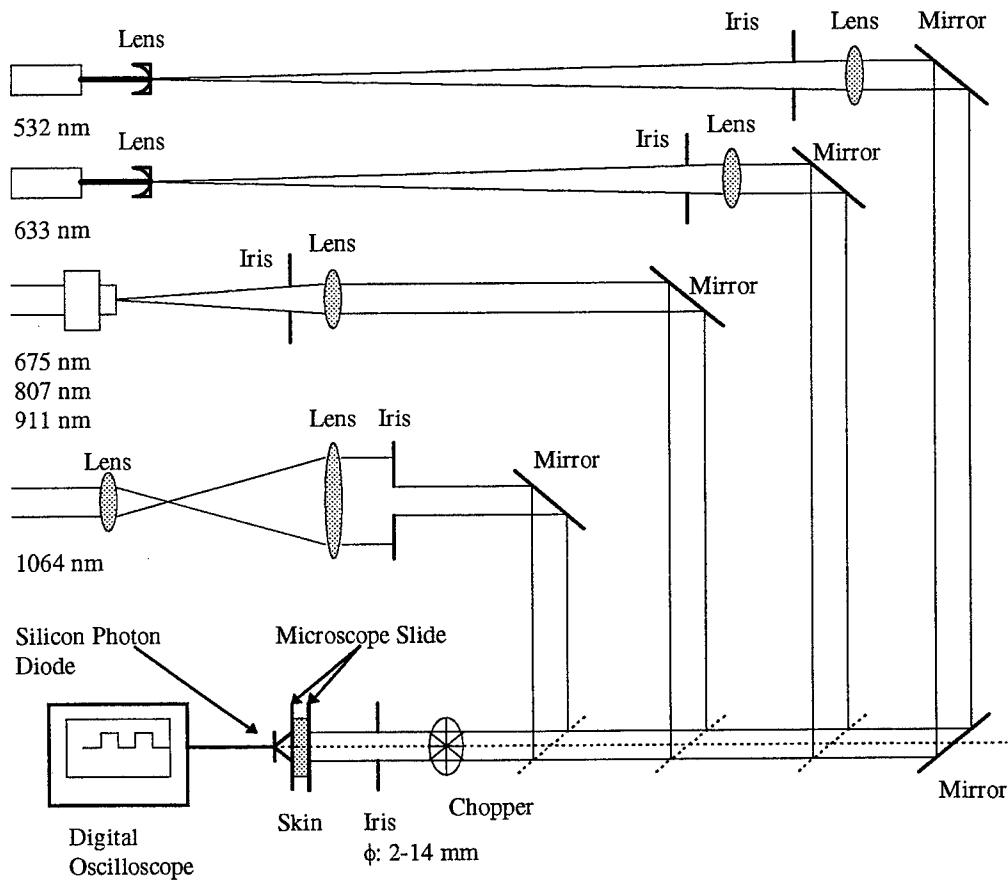 Iris
Lens
Mirror
Lens
532 nm
Lens
Iris
Lens
Mirror
633 nm
Iris
Lens
Mirror
675 nm
807 nm
911 nm
Lens
Iris
Lens
Mirror
1064 nm
Silicon Photon
Diode
Microscope Slide
Chopper
Mirror
Skin
Iris
ϕ: 2-14 mm
Digital
Oscilloscope